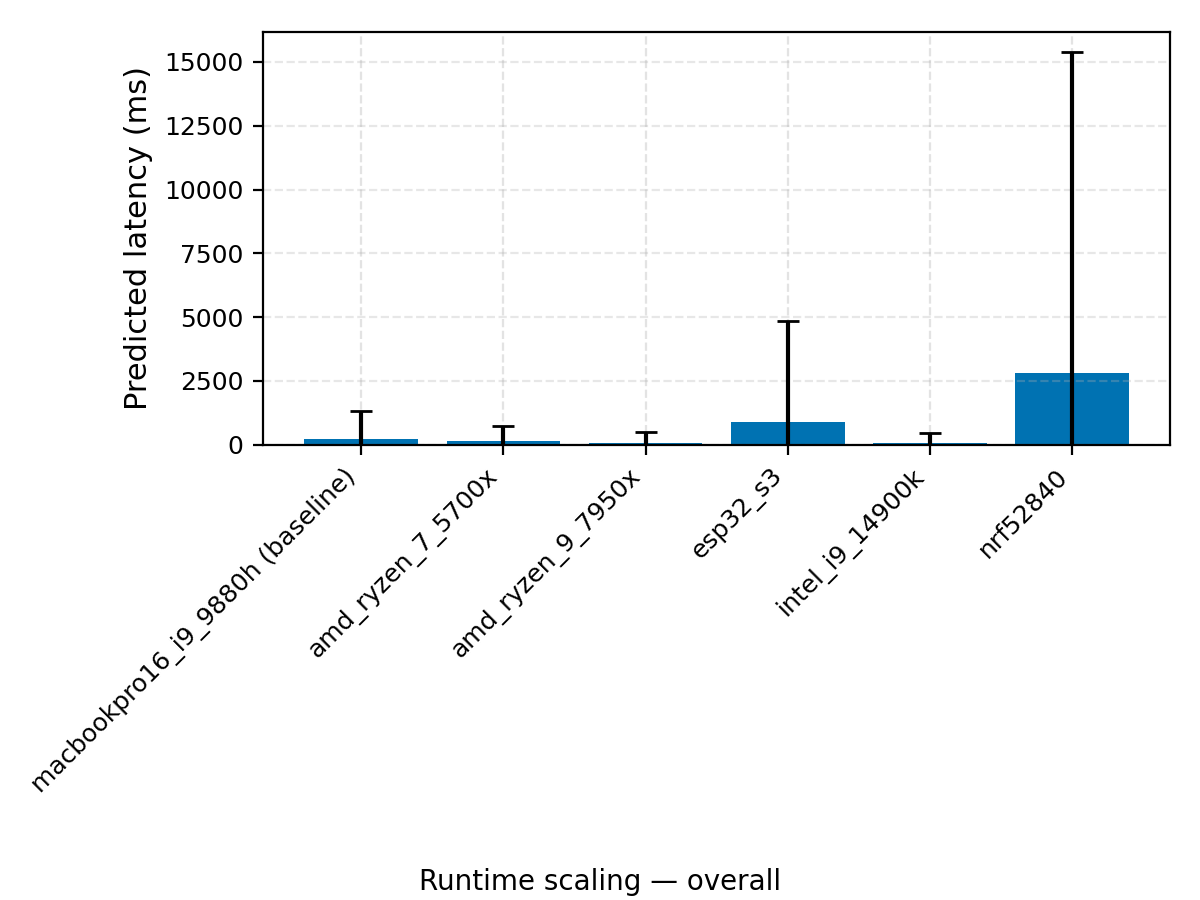 Predicted latency (ms)
15000
12500
10000
7500
5000
2500
0
macbookpro16_i9_9880h (baseline)
amd_ryzen_7_5700x
amd_ryzen_9_7950x
esp32_s3
intel_i9_14900k
nrf52840
Runtime scaling — overall